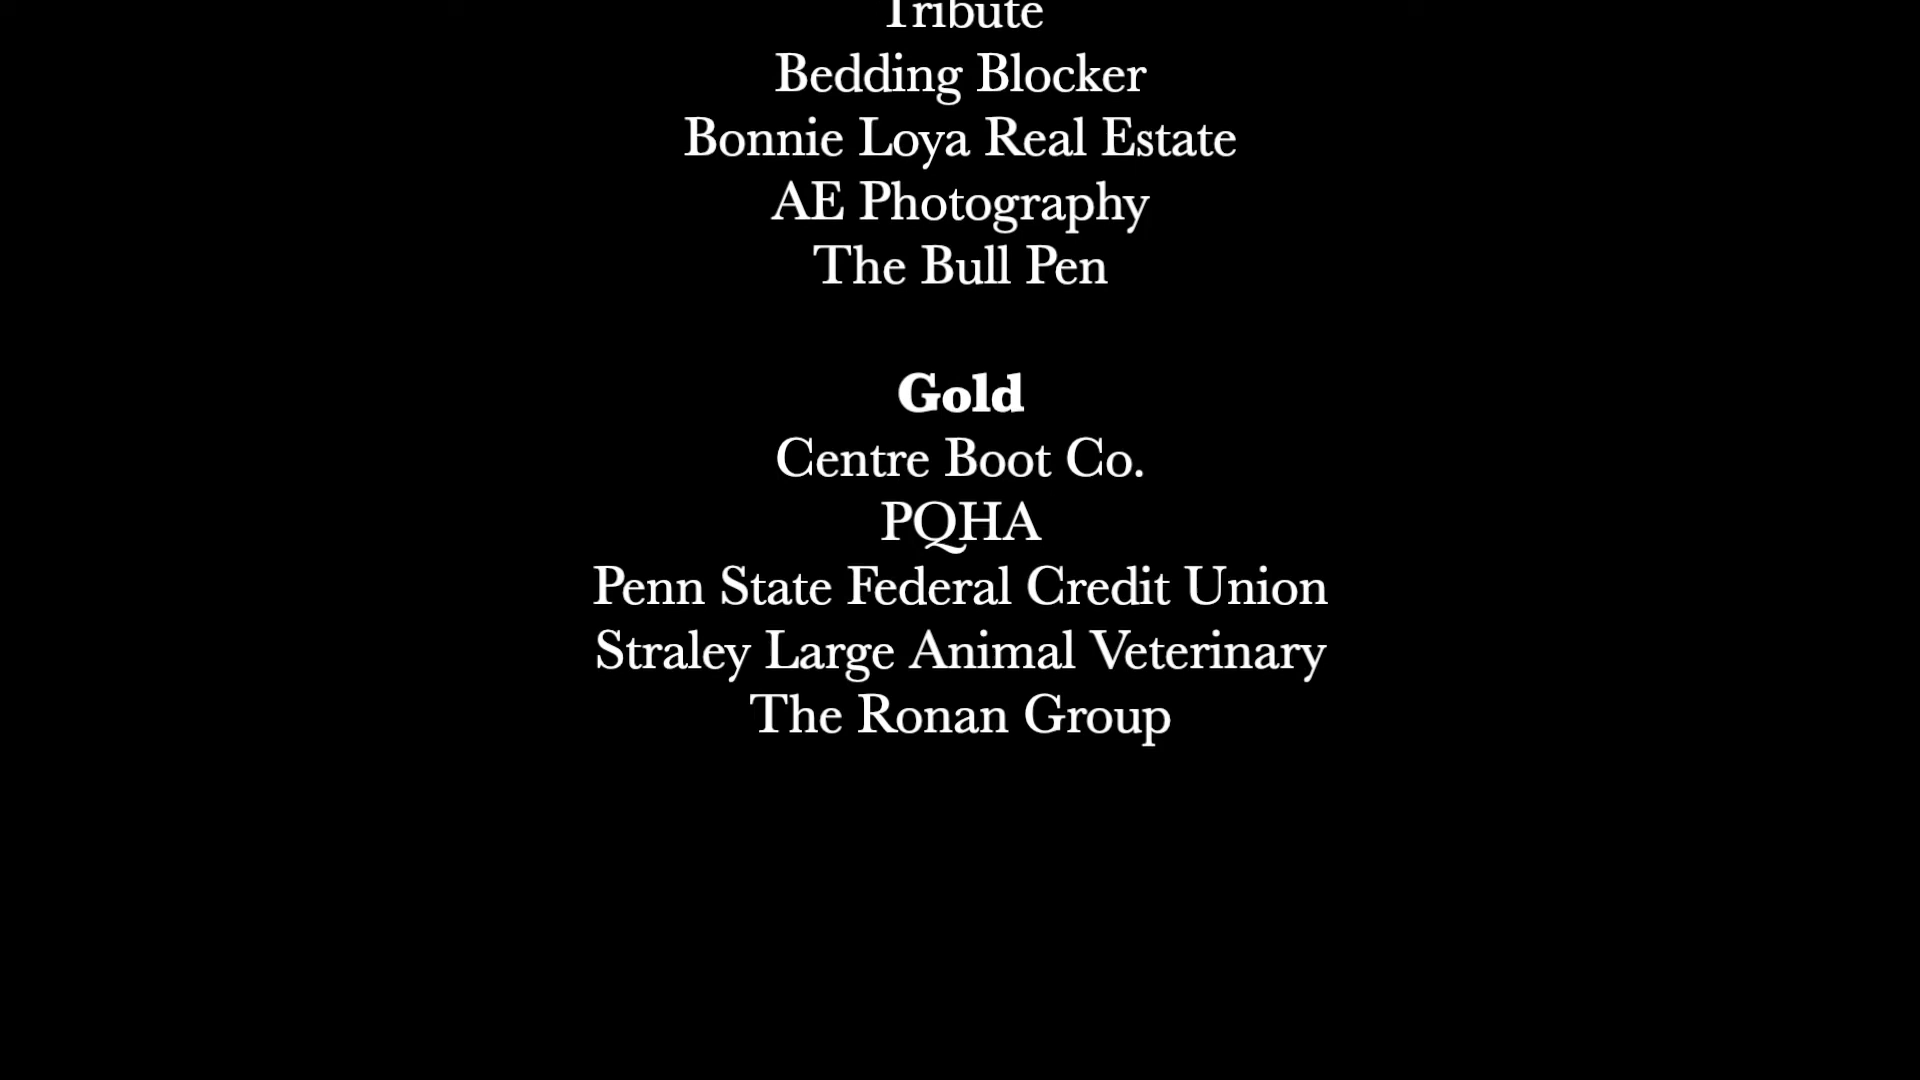 Tribute
Bedding Blocker
Bonnie Loya Real Estate
AE Photography
The Bull Pen
Gold
Centre Boot Co.
PQHA
Penn State Federal Credit Union
Straley Large Animal Veterinary
The Ronan Group